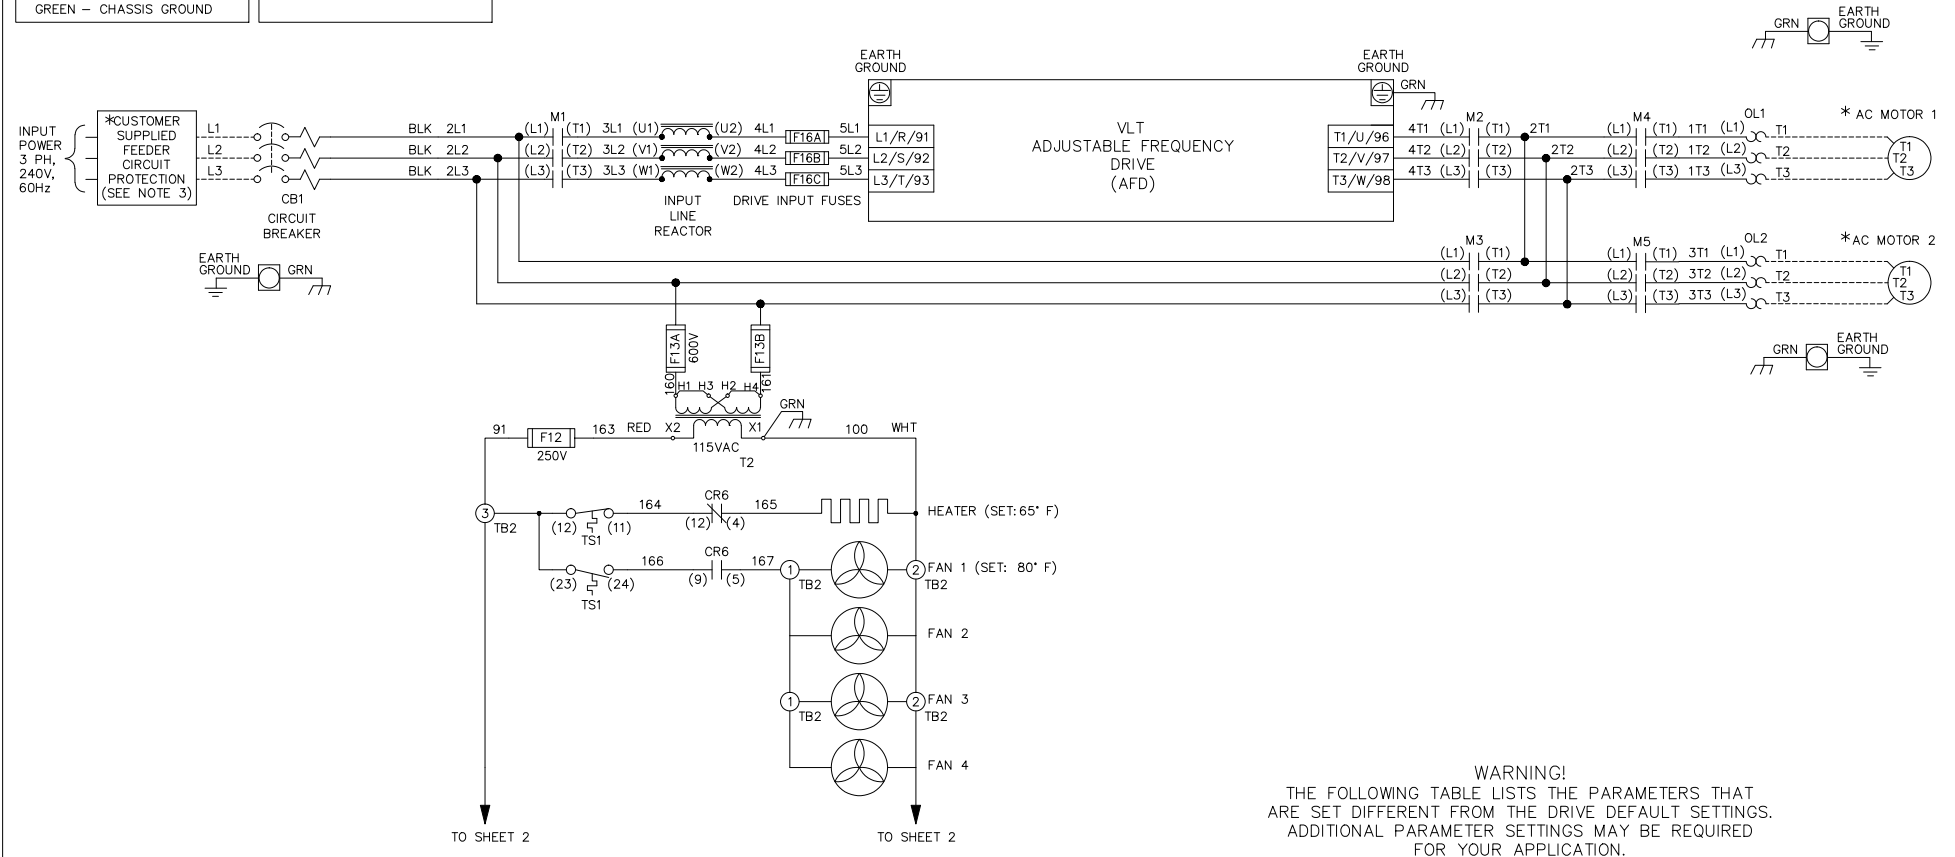 GREEN – CHASSIS GROUND
GRN
EARTH
GROUND
EARTH
GROUND
EARTH
GROUND
GRN
INPUT
POWER
3 PH,
240V,
60Hz
*CUSTOMER
SUPPLIED
FEEDER
CIRCUIT
PROTECTION
(SEE NOTE 3)
L1
L2
L3
CB1
CIRCUIT
BREAKER
BLK 2L1
BLK 2L2
BLK 2L3
M1
(L1) (T1) 3L1 (U1) (U2) 4L1 F16A 5L1 L1/R/91
(L2) (T2) 3L2 (V1) (V2) 4L2 F16B 5L2 L2/S/92
(L3) (T3) 3L3 (W1) (W2) 4L3 F16C 5L3 L3/T/93
INPUT
LINE
REACTOR
DRIVE INPUT FUSES
VLT
ADJUSTABLE FREQUENCY
DRIVE
(AFD)
M2
M4
OL1
* AC MOTOR 1
T1/U/96 4T1 (L1) (T1) 2T1 (L1) (T1) 1T1 (L1) T1
T2/V/97 4T2 (L2) (T2) 2T2 (L2) (T2) 1T2 (L2) T2
T3/W/98 4T3 (L3) (T3) 2T3 (L3) (T3) 1T3 (L3) T3
T1
T2
T3
M3
M5
OL2
*AC MOTOR 2
(L1) (T1) (L1) (T1) 3T1 (L1) T1
(L2) (T2) (L2) (T2) 3T2 (L2) T2
(L3) (T3) (L3) (T3) 3T3 (L3) T3
T1
T2
T3
EARTH
GROUND
GRN
GRN
EARTH
GROUND
F13A
600V
F13B
160
161
H1 H3 H2 H4
GRN
91 F12 163 RED X2 X1 100 WHT
250V
115VAC
T2
3
TB2
(12) (11)
TS1
164
CR6
(12) (4)
165
HEATER (SET:65° F)
(23) (24)
TS1
166
CR6
(9) (5)
167
1
TB2
2
TB2
FAN 1 (SET: 80° F)
FAN 2
1
TB2
2
TB2
FAN 3
FAN 4
TO SHEET 2
TO SHEET 2
WARNING!
THE FOLLOWING TABLE LISTS THE PARAMETERS THAT
ARE SET DIFFERENT FROM THE DRIVE DEFAULT SETTINGS.
ADDITIONAL PARAMETER SETTINGS MAY BE REQUIRED
FOR YOUR APPLICATION.